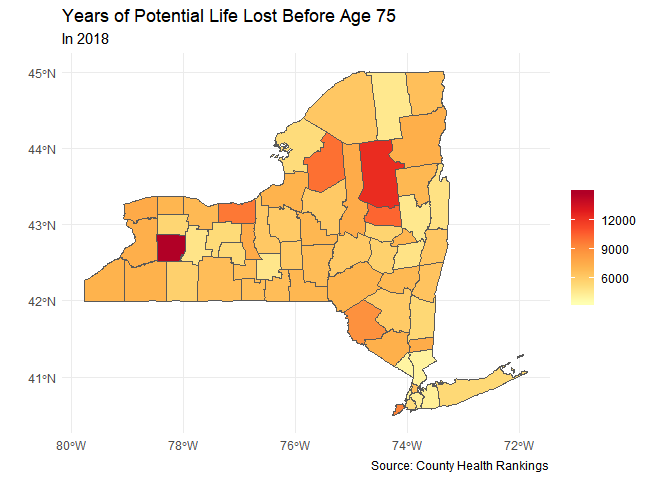 Years of Potential Life Lost Before Age 75
In 2018
45°N
44°N
43°N
42°N
41°N
80°W
78°W
76°W
74°W
72°W
12000
9000
6000
Source: County Health Rankings